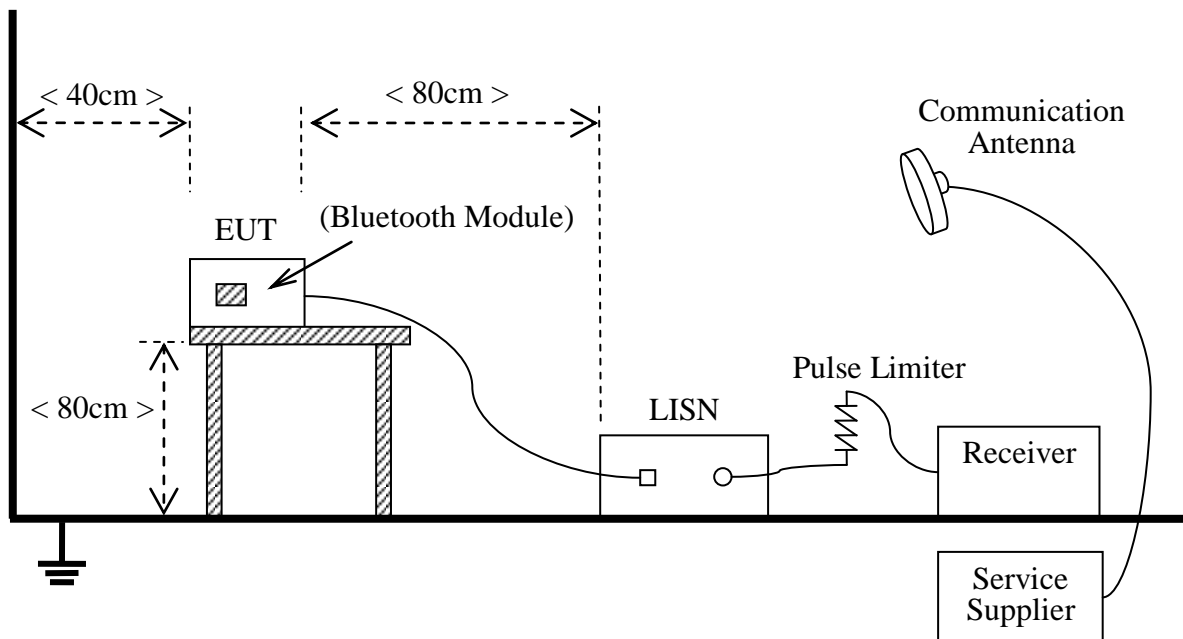 < 40cm >
< 80cm >
Communication
Antenna
(Bluetooth Module)
EUT
Pulse Limiter
< 80cm >
LISN
Receiver
Service
Supplier